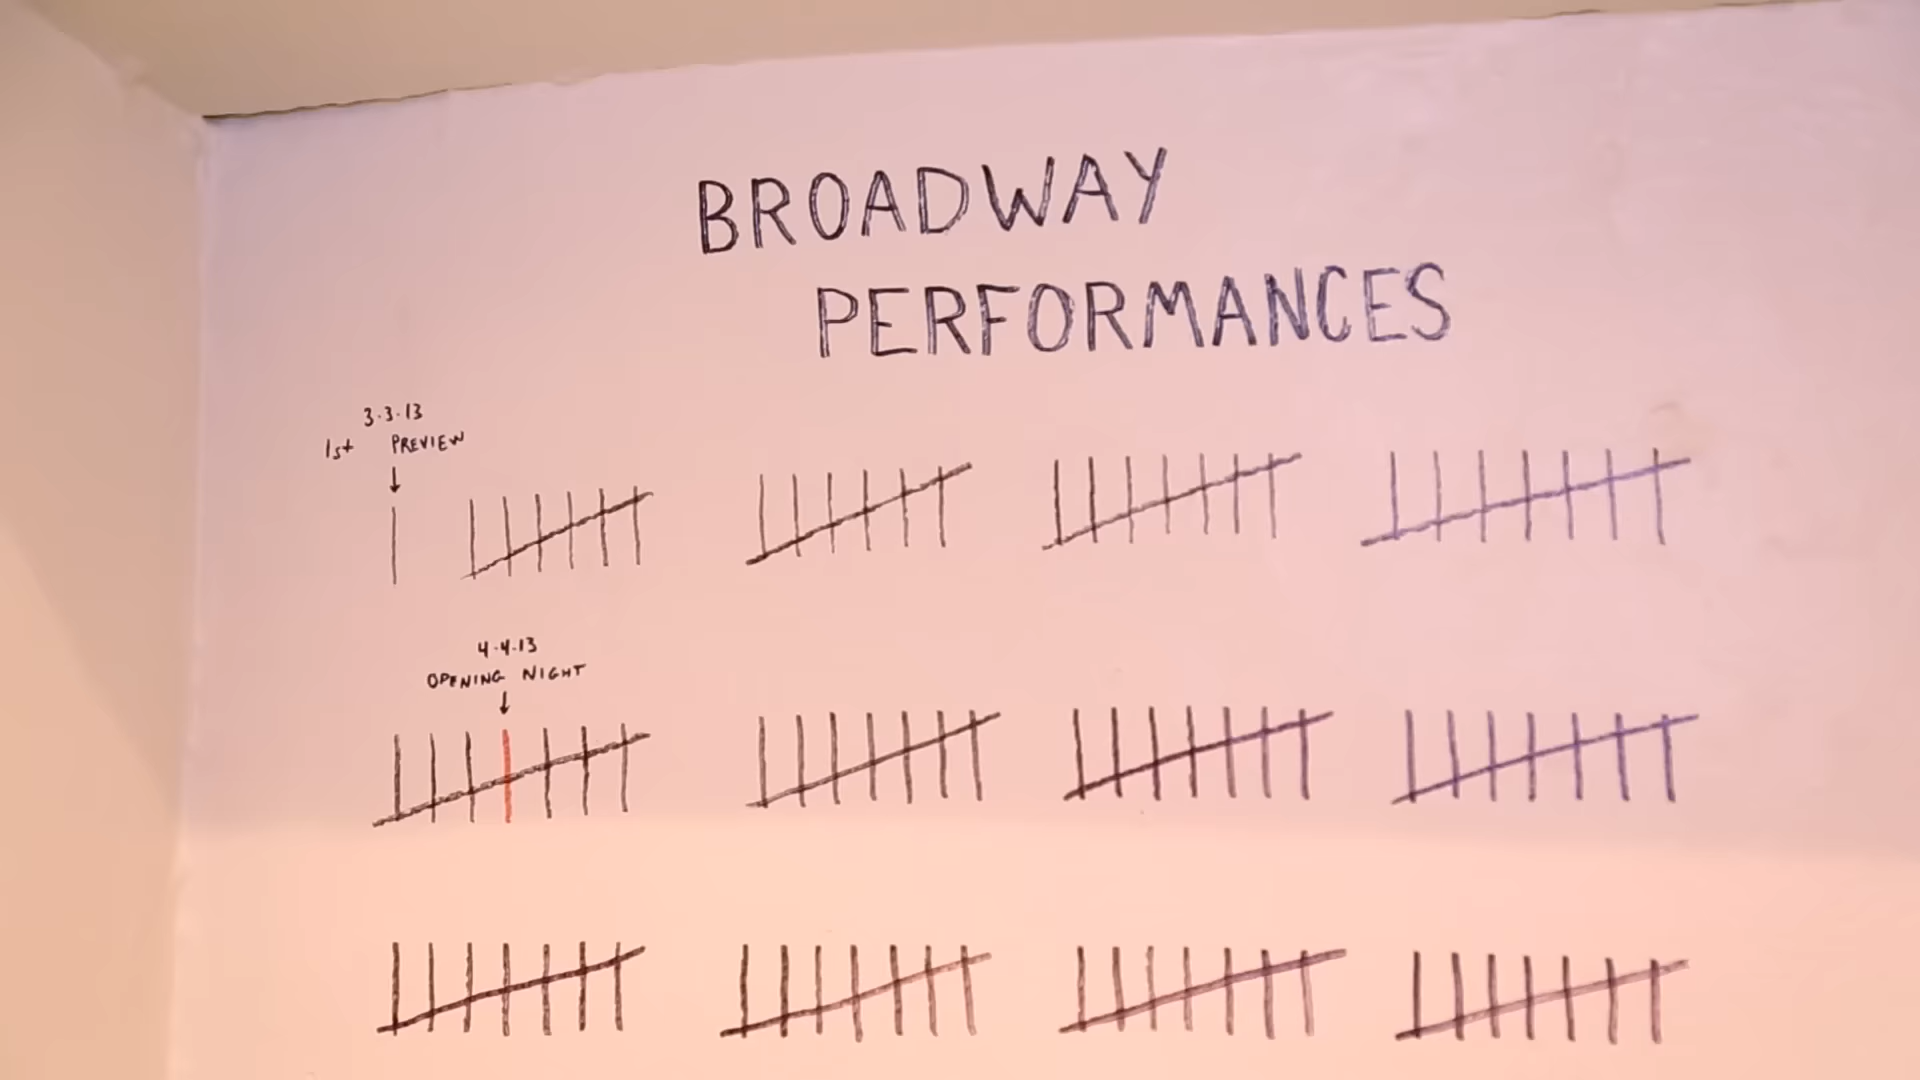 BROADWAY
PERFORMANCES
3·3·13
1st PREVIEW
4·4·13
OPENING NIGHT